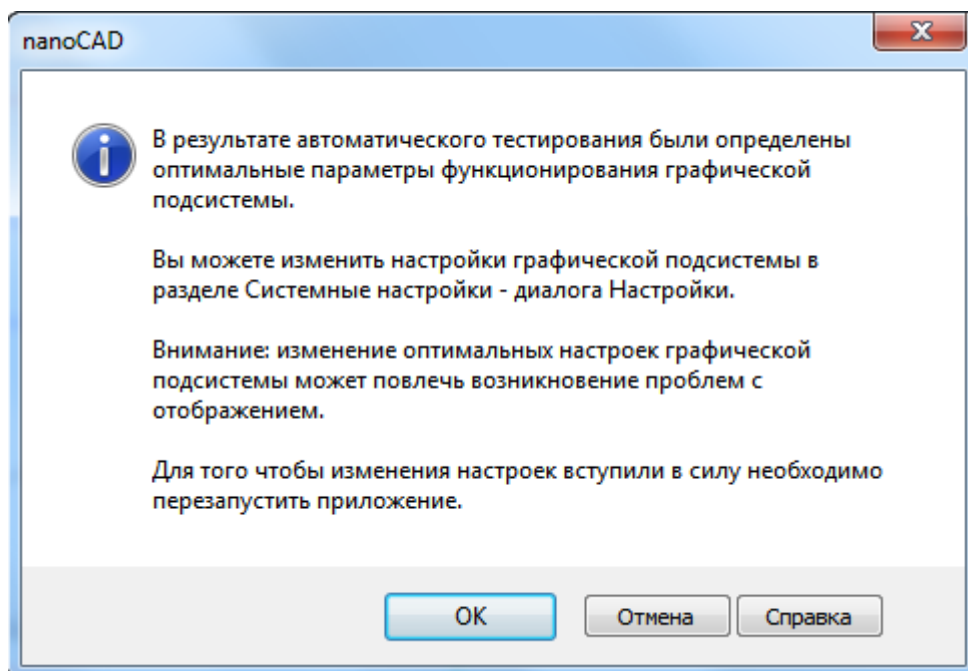 nanoCAD
В результате автоматического тестирования были определены
оптимальные параметры функционирования графической
подсистемы.
Вы можете изменить настройки графической подсистемы в
разделе Системные настройки - диалога Настройки.
Внимание: изменение оптимальных настроек графической
подсистемы может повлечь возникновение проблем с
отображением.
Для того чтобы изменения настроек вступили в силу необходимо
перезапустить приложение.
OK Отмена Справка